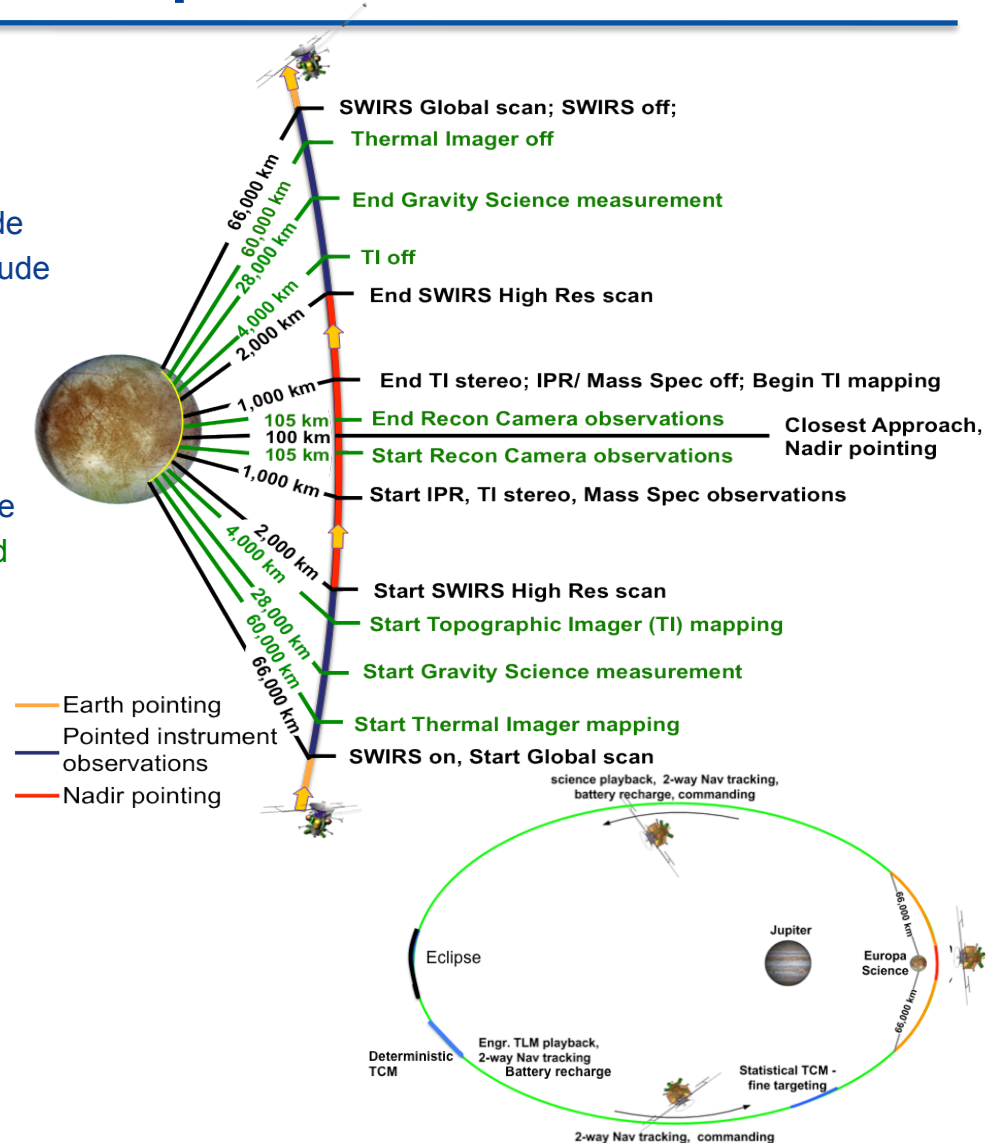 de
ude
e
d
SWIRS Global scan; SWIRS off;
Thermal Imager off
End Gravity Science measurement
TI off
End SWIRS High Res scan
End TI stereo; IPR/ Mass Spec off; Begin TI mapping
End Recon Camera observations
Closest Approach,
Nadir pointing
Start Recon Camera observations
Start IPR, TI stereo, Mass Spec observations
Start SWIRS High Res scan
Start Topographic Imager (TI) mapping
Start Gravity Science measurement
Start Thermal Imager mapping
SWIRS on, Start Global scan
66,000 km
60,000 km
28,000 km
4,000 km
2,000 km
1,000 km
105 km
100 km
105 km
1,000 km
2,000 km
4,000 km
28,000 km
60,000 km
66,000 km
Earth pointing
Pointed instrument
observations
Nadir pointing
science playback, 2-way Nav tracking,
battery recharge, commanding
66,000 km
Jupiter
Europa
Science
66,000 km
Eclipse
Deterministic
TCM
Engr. TLM playback,
2-way Nav tracking
Battery recharge
Statistical TCM -
fine targeting
2-way Nav tracking, commanding